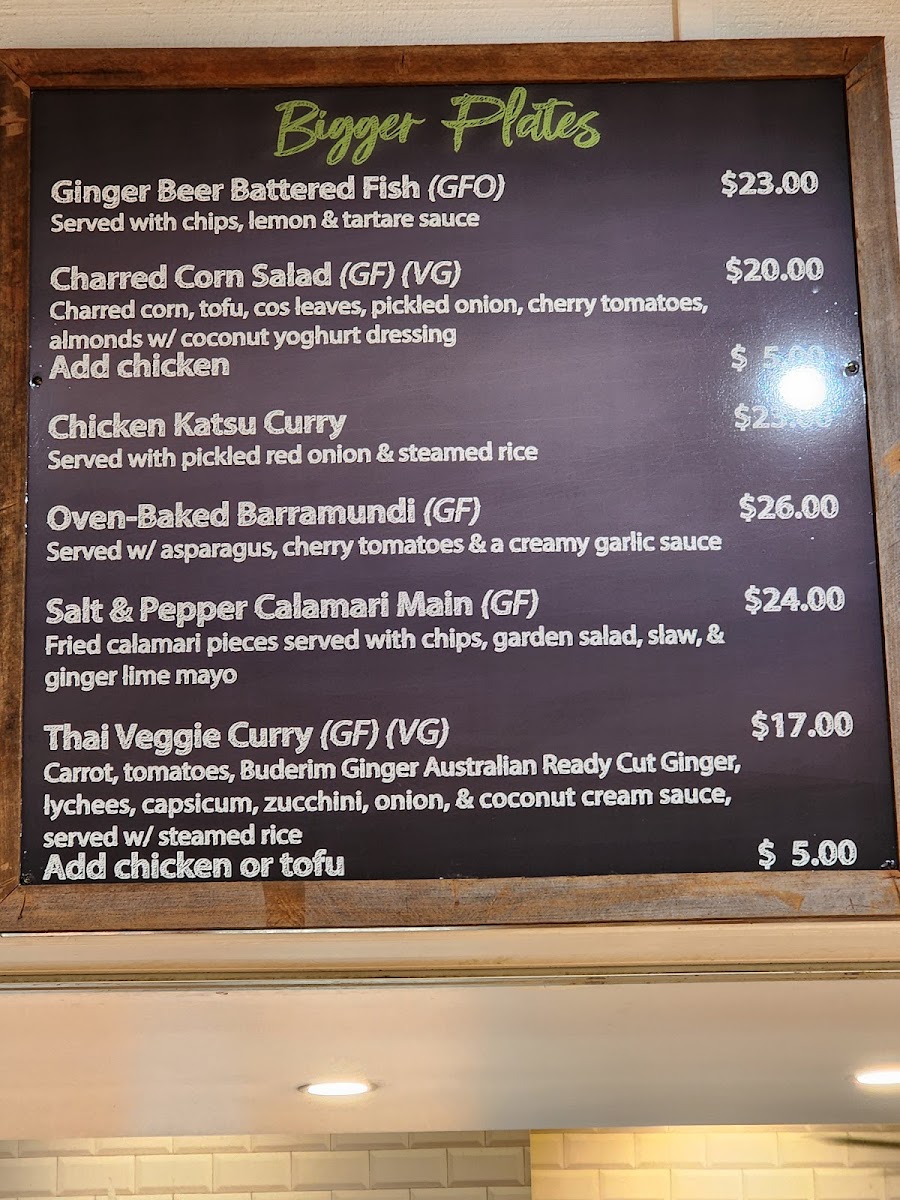 Bigger Plates
Ginger Beer Battered Fish (GFO) $23.00
Served with chips, lemon & tartare sauce
Charred Corn Salad (GF) (VG) $20.00
Charred corn, tofu, cos leaves, pickled onion, cherry tomatoes,
almonds w/ coconut yoghurt dressing
Add chicken $ 5.00
Chicken Katsu Curry $23.00
Served with pickled red onion & steamed rice
Oven-Baked Barramundi (GF) $26.00
Served w/ asparagus, cherry tomatoes & a creamy garlic sauce
Salt & Pepper Calamari Main (GF) $24.00
Fried calamari pieces served with chips, garden salad, slaw, &
ginger lime mayo
Thai Veggie Curry (GF) (VG) $17.00
Carrot, tomatoes, Buderim Ginger Australian Ready Cut Ginger,
lychees, capsicum, zucchini, onion, & coconut cream sauce,
served w/ steamed rice
Add chicken or tofu $ 5.00